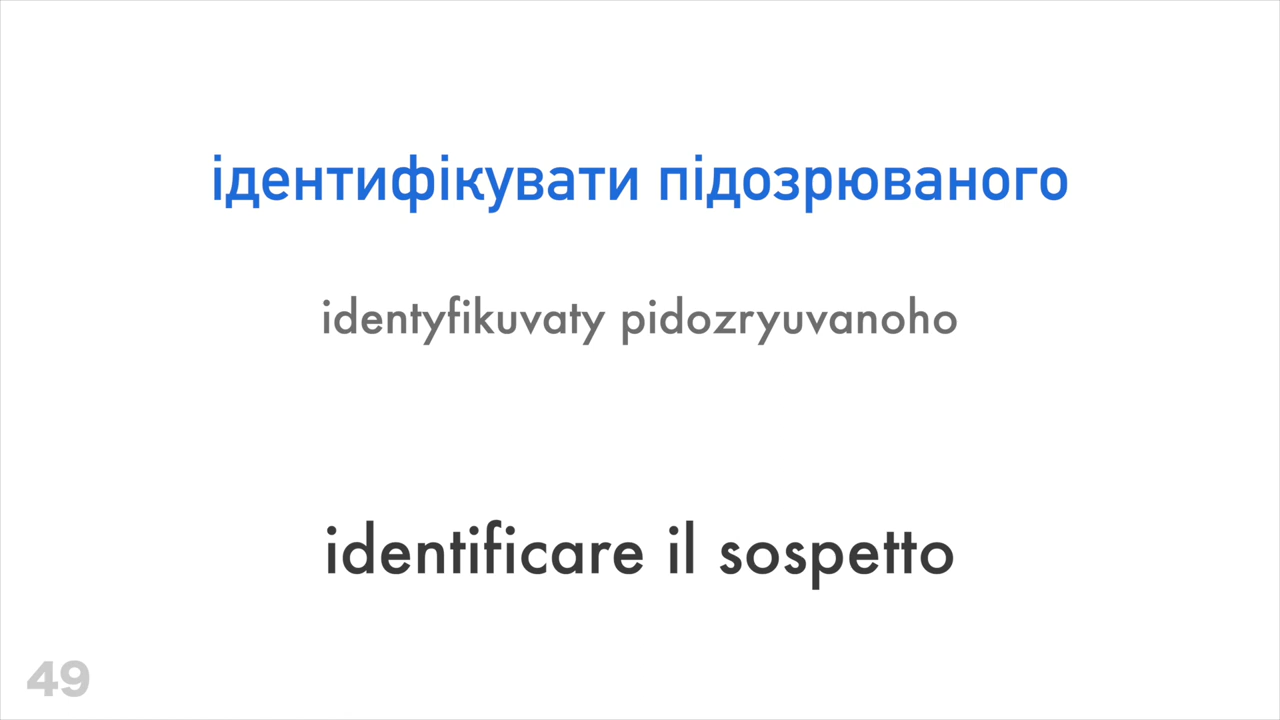 ідентифікувати підозрюваного
identyfikuvaty pidozryuvanoho
identificare il sospetto
49